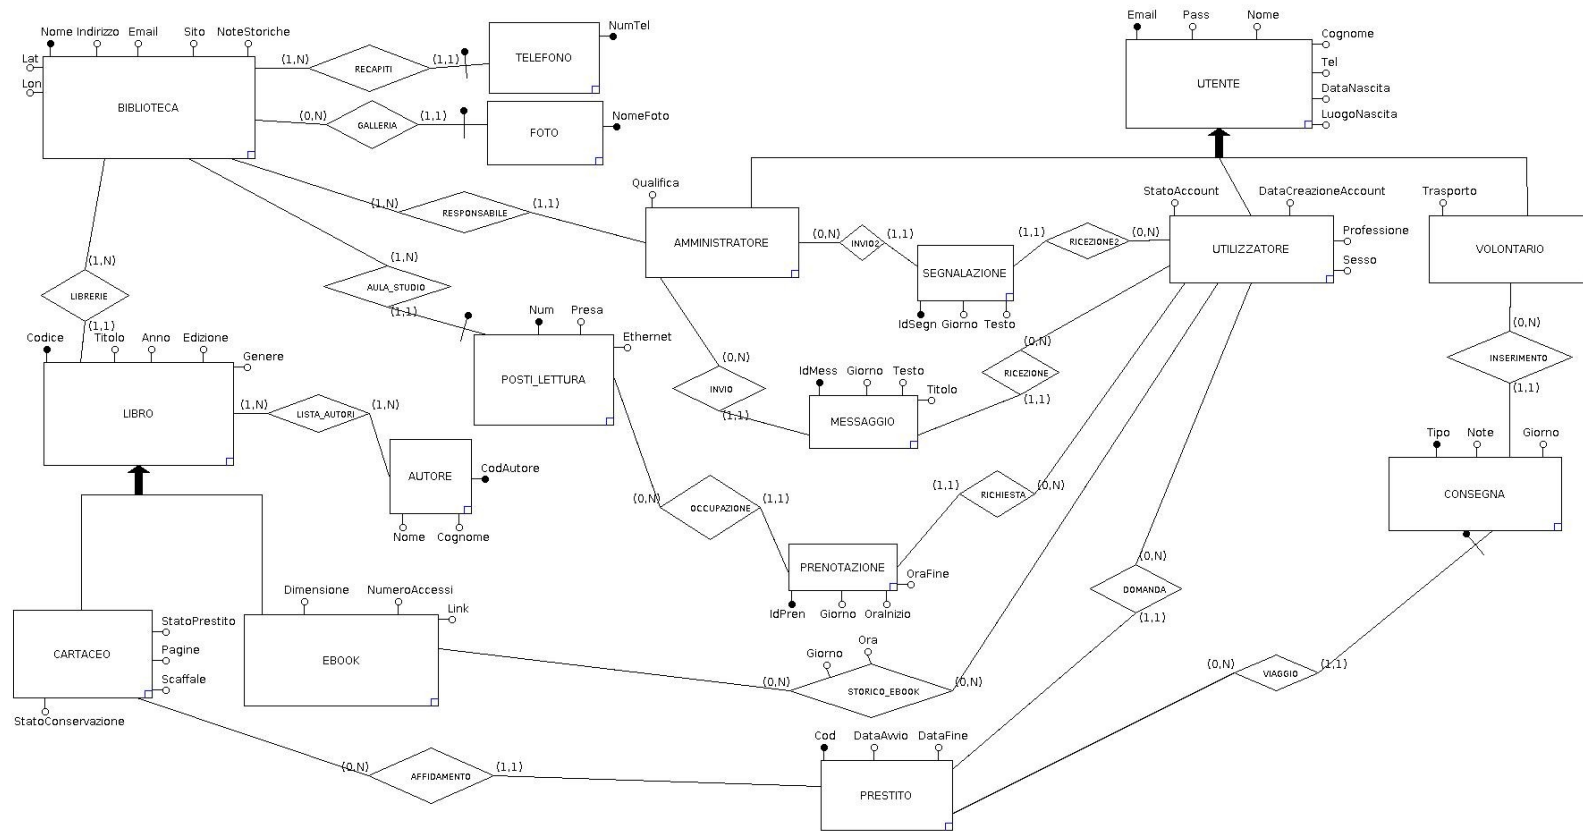 Email Pass Nome
Nome Indirizzo Email Sito NoteStoriche
NumTel
Cognome
Lat
(1,N) RECAPITI (1,1)
TELEFONO
Tel
Lon
UTENTE
DataNascita
BIBLIOTECA
(0,N) GALLERIA (1,1)
FOTO
NomeFoto
LuogoNascita
Qualifica
StatoAccount DataCreazioneAccount Trasporto
(1,N) RESPONSABILE (1,1)
AMMINISTRATORE
(0,N) INVIO2 (1,1)
(1,1) RICEZIONE2 (0,N)
UTILIZZATORE
Professione
VOLONTARIO
SEGNALAZIONE
Sesso
(1,N)
LIBRERIE
(1,1)
(1,N)
AULA_STUDIO
(1,1)
IdSegn Giorno Testo
(0,N)
INSERIMENTO
(1,1)
Codice Titolo Anno Edizione
Genere
Num Presa
Ethernet
(0,N)
RICEZIONE
(1,1)
(0,N)
INVIO
(1,1)
IdMess Giorno Testo
Titolo
POSTI_LETTURA
LIBRO
(1,N) LISTA_AUTORI (1,N)
MESSAGGIO
Tipo Note Giorno
AUTORE
CodAutore
Nome Cognome
(0,N) OCCUPAZIONE (1,1)
(1,1) RICHIESTA (0,N)
CONSEGNA
PRENOTAZIONE
OraFine
IdPren Giorno OraInizio
(0,N)
DOMANDA
(1,1)
Dimensione NumeroAccessi
Link
StatoPrestito
CARTACEO
Pagine
Scaffale
StatoConservazione
EBOOK
Ora
Giorno
(0,N) STORICO_EBOOK (0,N)
(0,N) VIAGGIO (1,1)
Cod DataAvvio DataFine
(0,N) AFFIDAMENTO (1,1)
PRESTITO